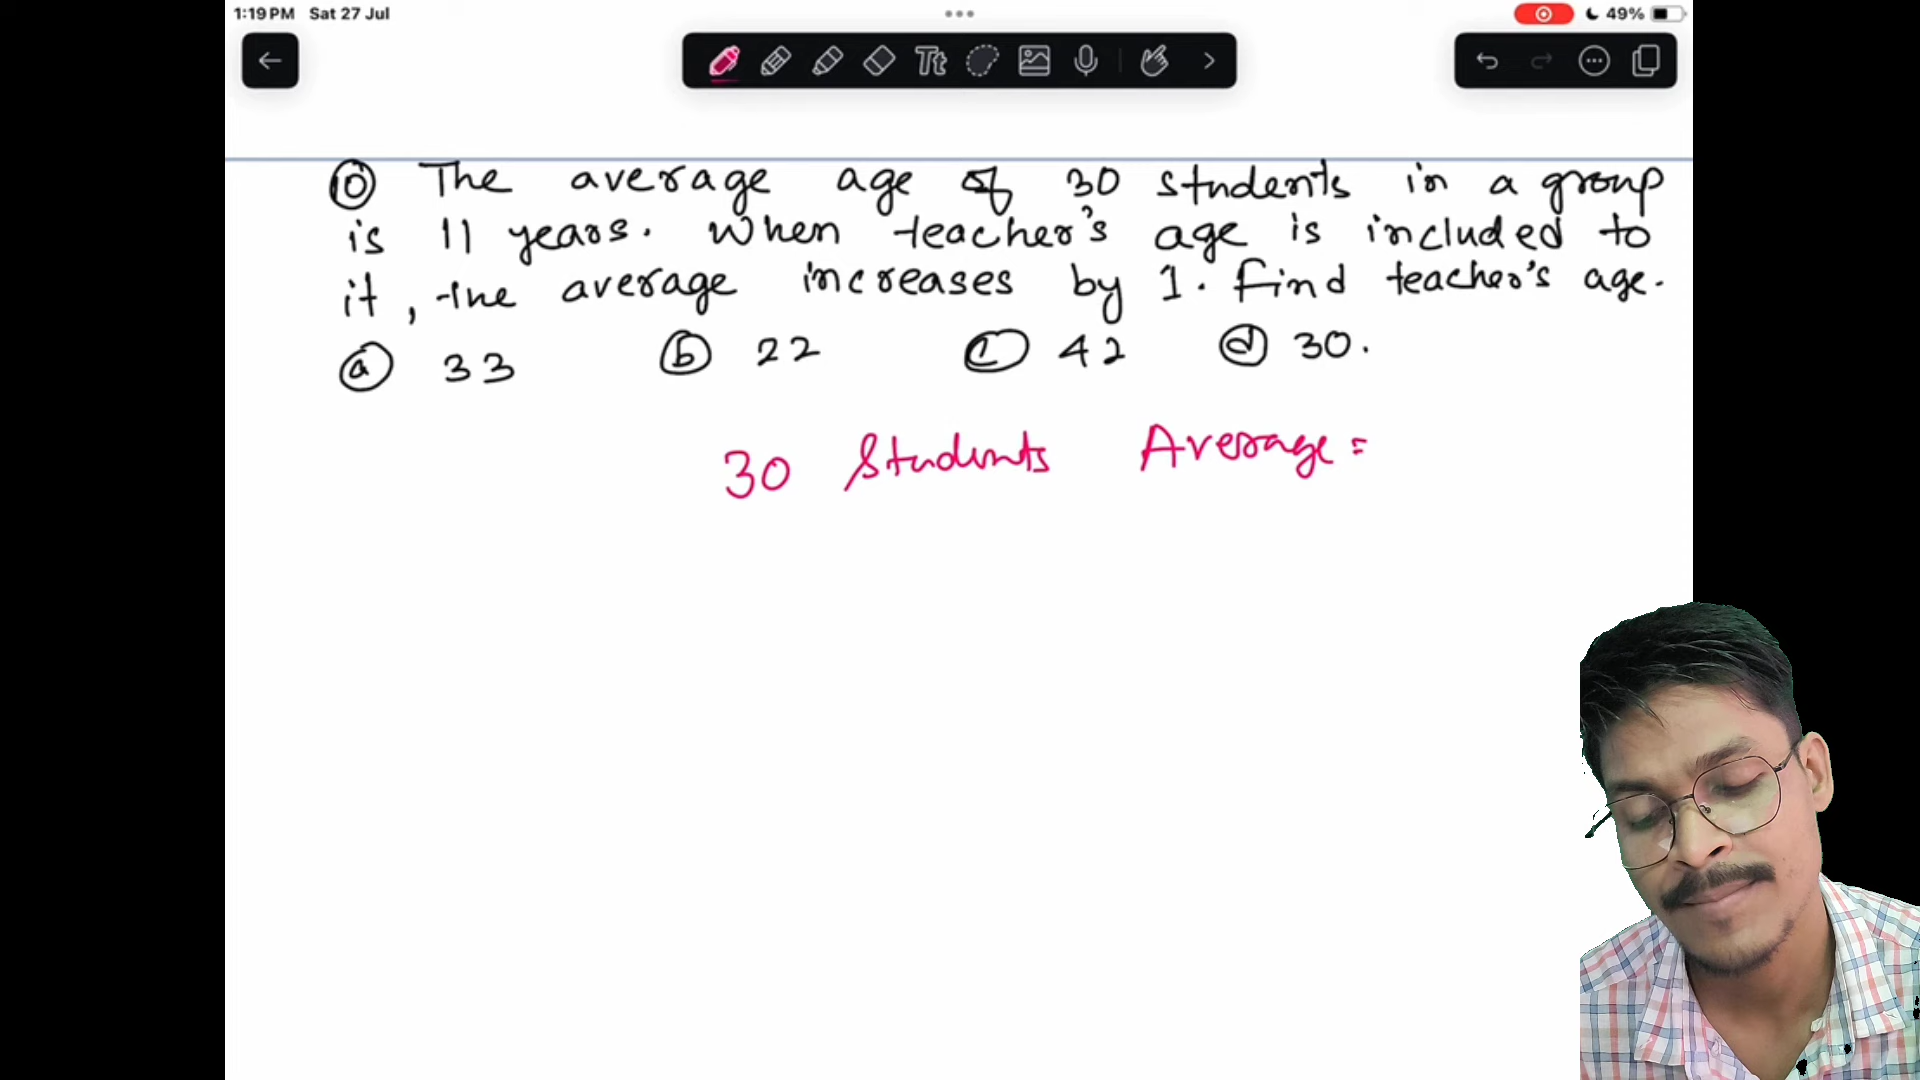 1:19 PM Sat 27 Jul
49%
Tt
10 The average age of 30 students in a group
is 11 years. When teacher's age is included to
it, the average increases by 1. find teacher's age.
a 33 b 22 c 42 d 30.
30 Students Average =